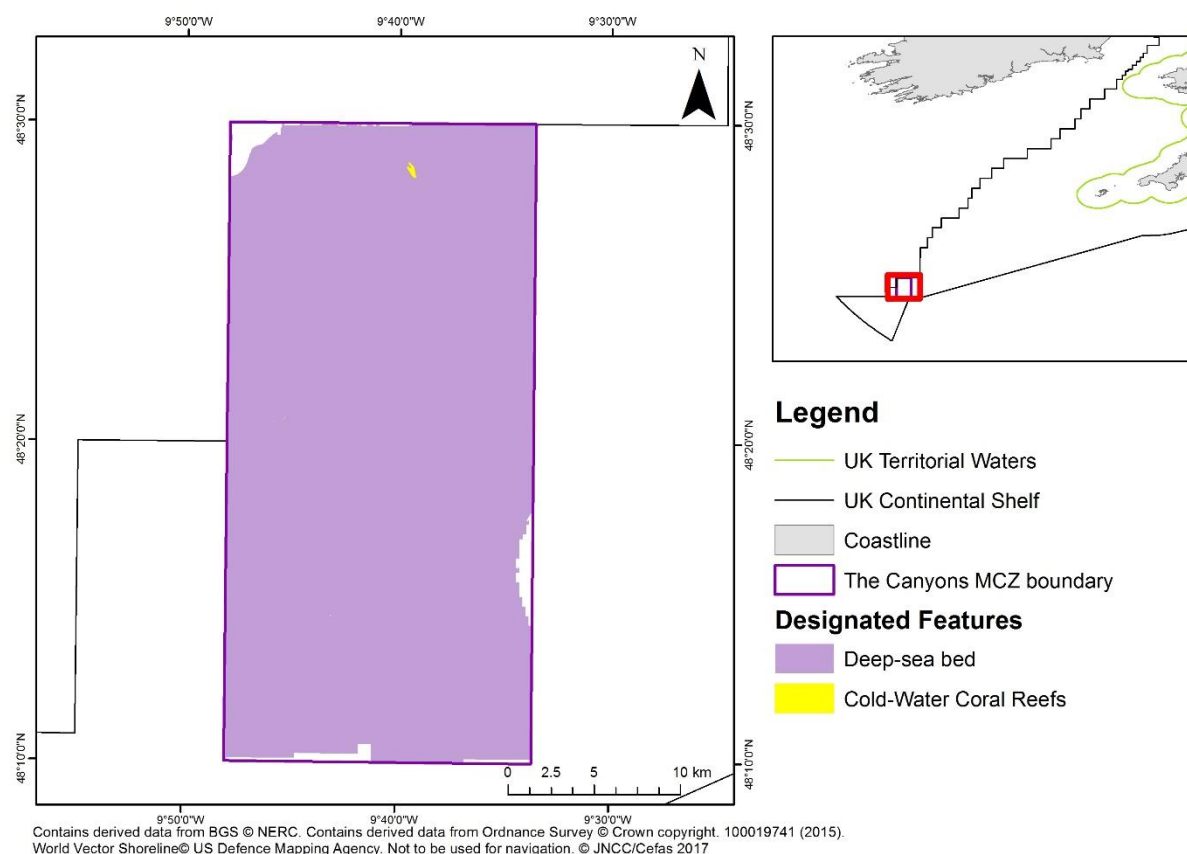 9°50'0"W
9°40'0"W
9°30'0"W
N
48°30'0"N
48°30'0"N
48°20'0"N
48°20'0"N
48°10'0"N
48°10'0"N
0 2.5 5 10 km
9°50'0"W
9°40'0"W
9°30'0"W
Legend
UK Territorial Waters
UK Continental Shelf
Coastline
The Canyons MCZ boundary
Designated Features
Deep-sea bed
Cold-Water Coral Reefs
Contains derived data from BGS © NERC. Contains derived data from Ordnance Survey © Crown copyright. 100019741 (2015).
World Vector Shoreline© US Defence Mapping Agency. Not to be used for navigation. © JNCC/Cefas 2017